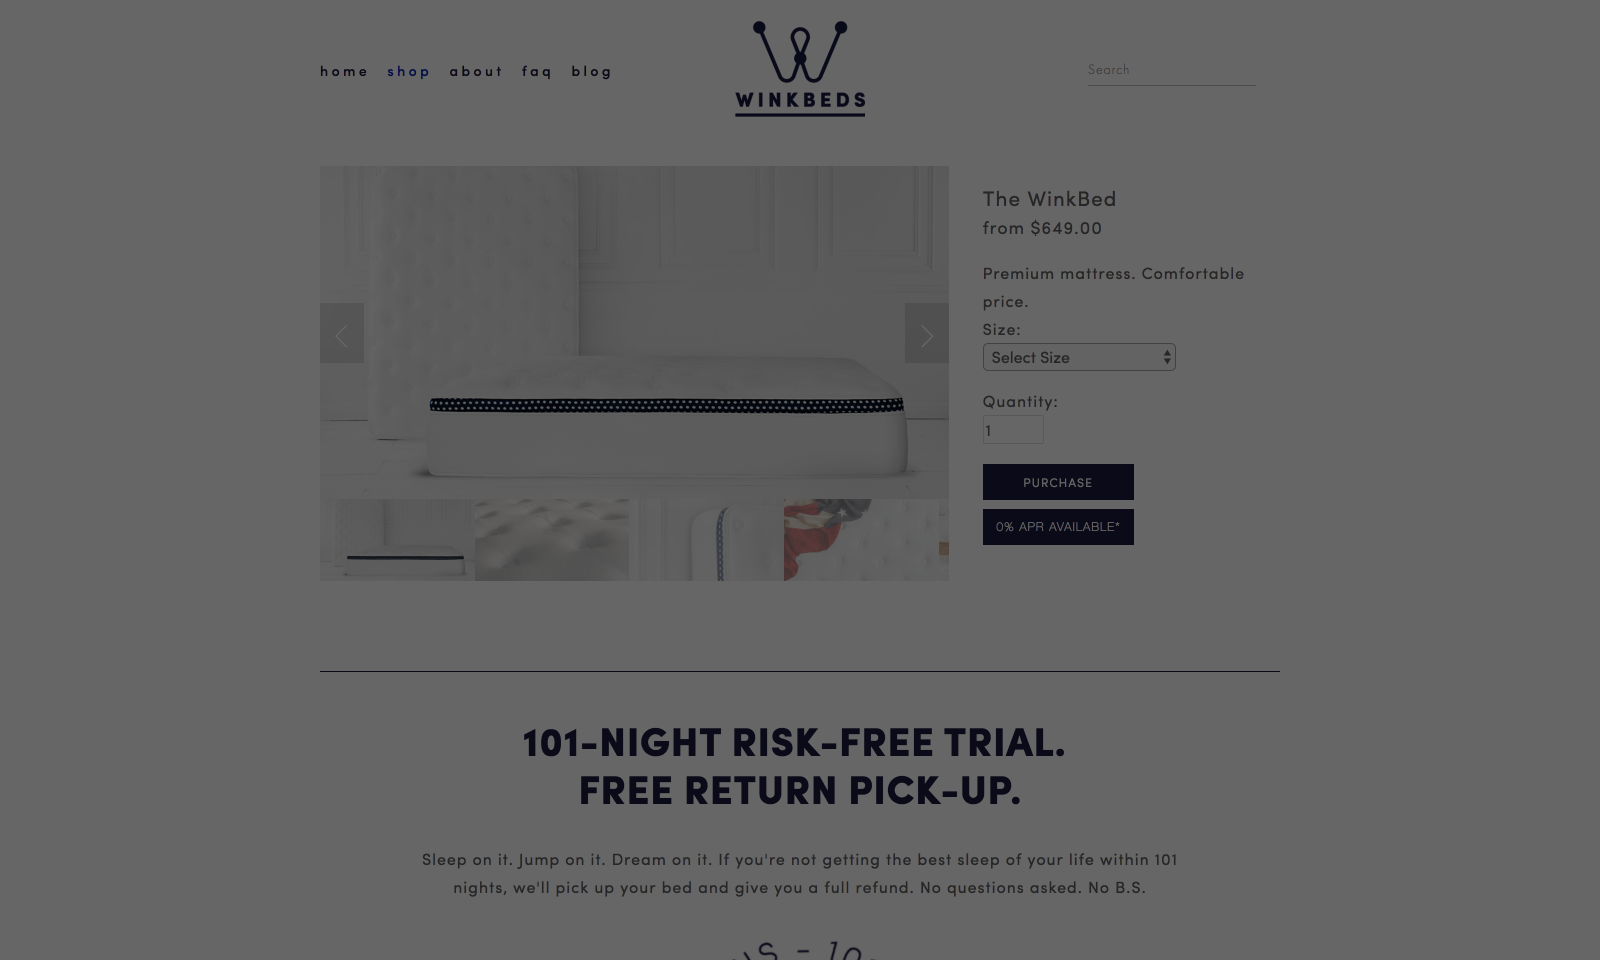 home shop about faq blog
WINKBEDS
Search
The WinkBed
from $649.00
Premium mattress. Comfortable
price.
Size:
Select Size
Quantity:
1
PURCHASE
0% APR AVAILABLE*
101-NIGHT RISK-FREE TRIAL.
FREE RETURN PICK-UP.
Sleep on it. Jump on it. Dream on it. If you're not getting the best sleep of your life within 101
nights, we'll pick up your bed and give you a full refund. No questions asked. No B.S.